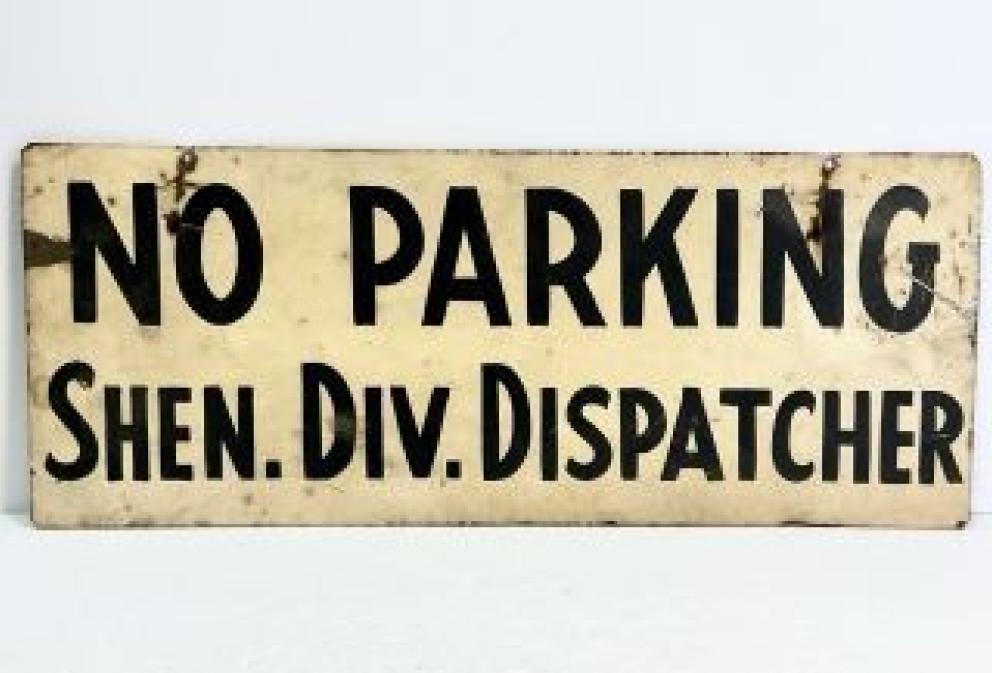 NO PARKING
SHEN. DIV. DISPATCHER